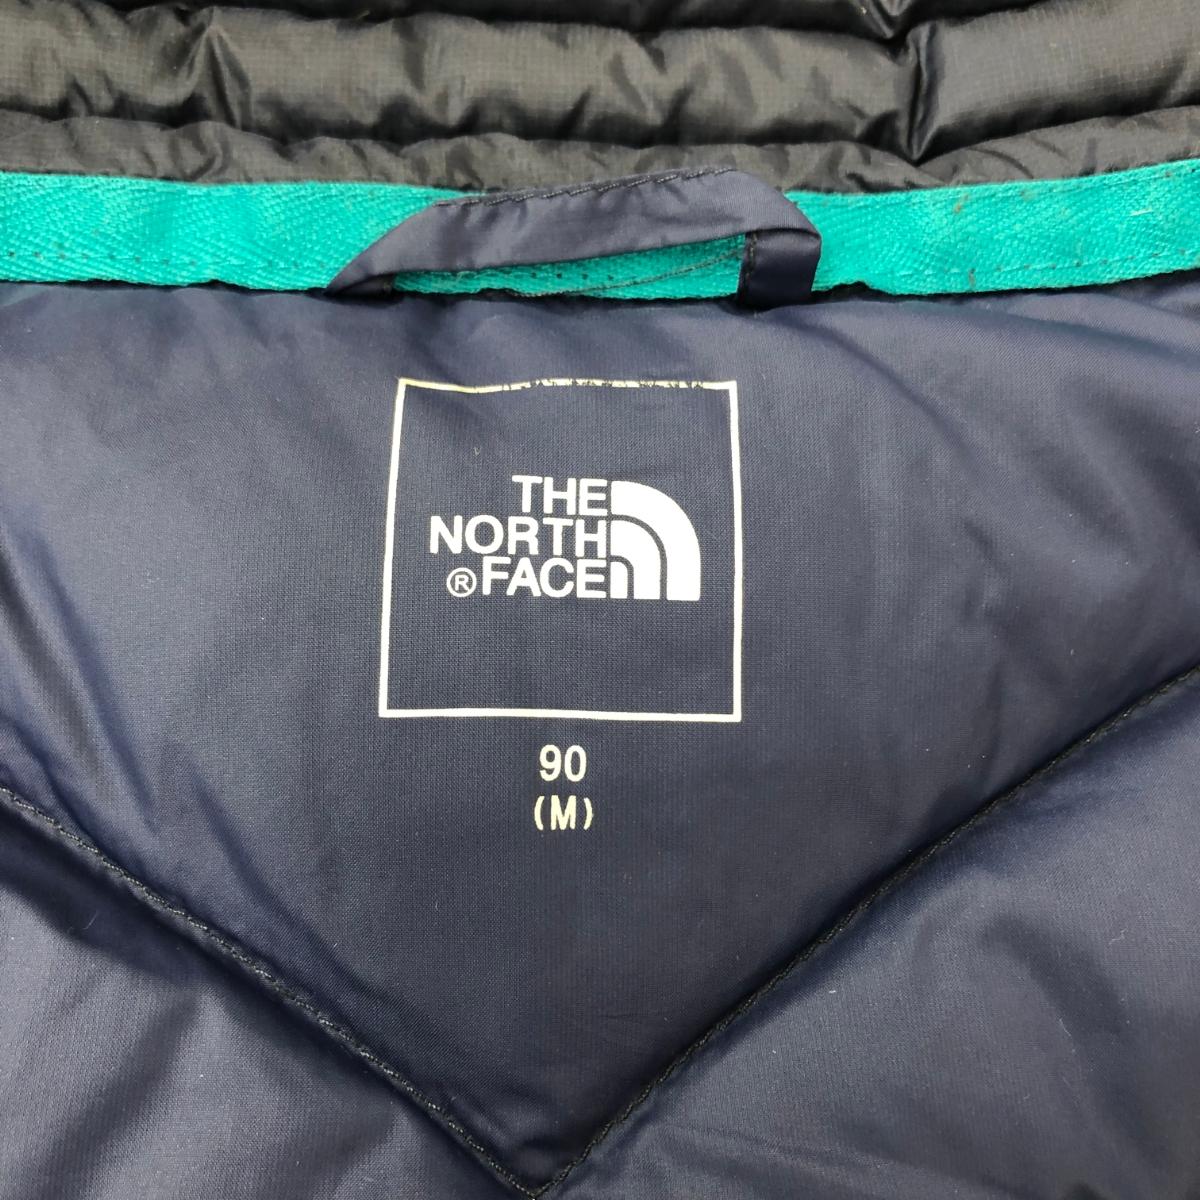 THE
NORTH
®FACE
90
(M)